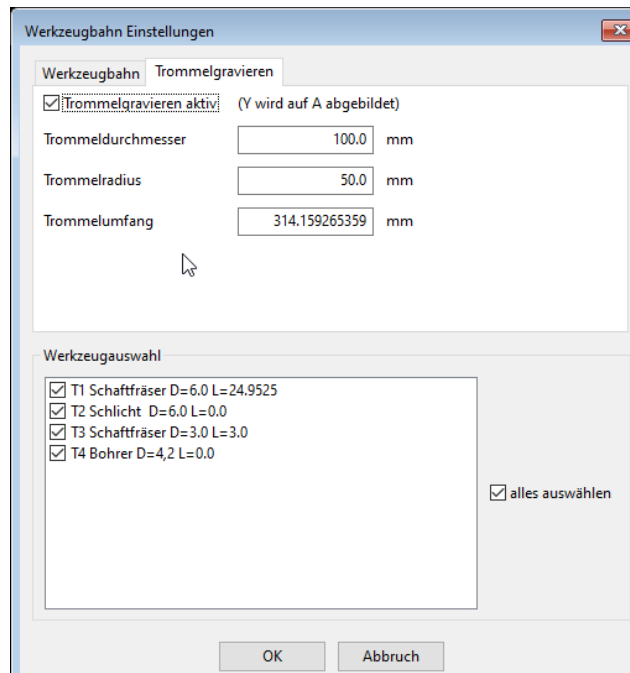 Werkzeugbahn Einstellungen
Werkzeugbahn Trommelgravieren
Trommelgravieren aktiv (Y wird auf A abgebildet)
Trommeldurchmesser 100.0 mm
Trommelradius 50.0 mm
Trommelumfang 314.159265359 mm
Werkzeugauswahl
T1 Schaftfräser D=6.0 L=24.9525
T2 Schlicht D=6.0 L=0.0
T3 Schaftfräser D=3.0 L=3.0
T4 Bohrer D=4,2 L=0.0
alles auswählen
OK Abbruch